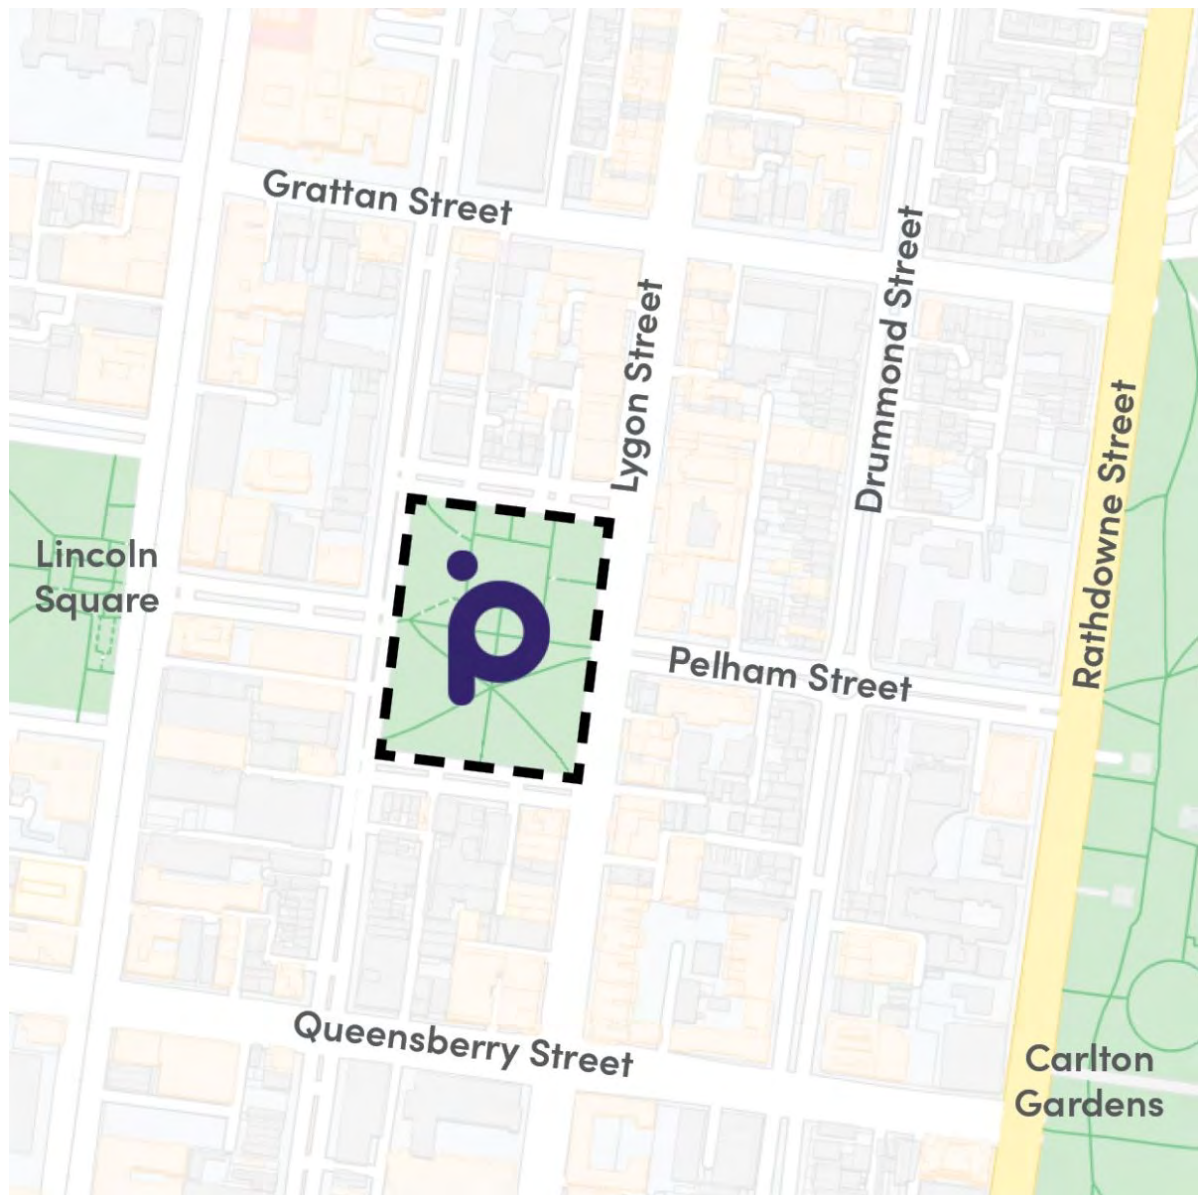 Grattan Street
Lygon Street
Drummond Street
Rathdowne Street
Lincoln
Square
Pelham Street
Queensberry Street
Carlton
Gardens